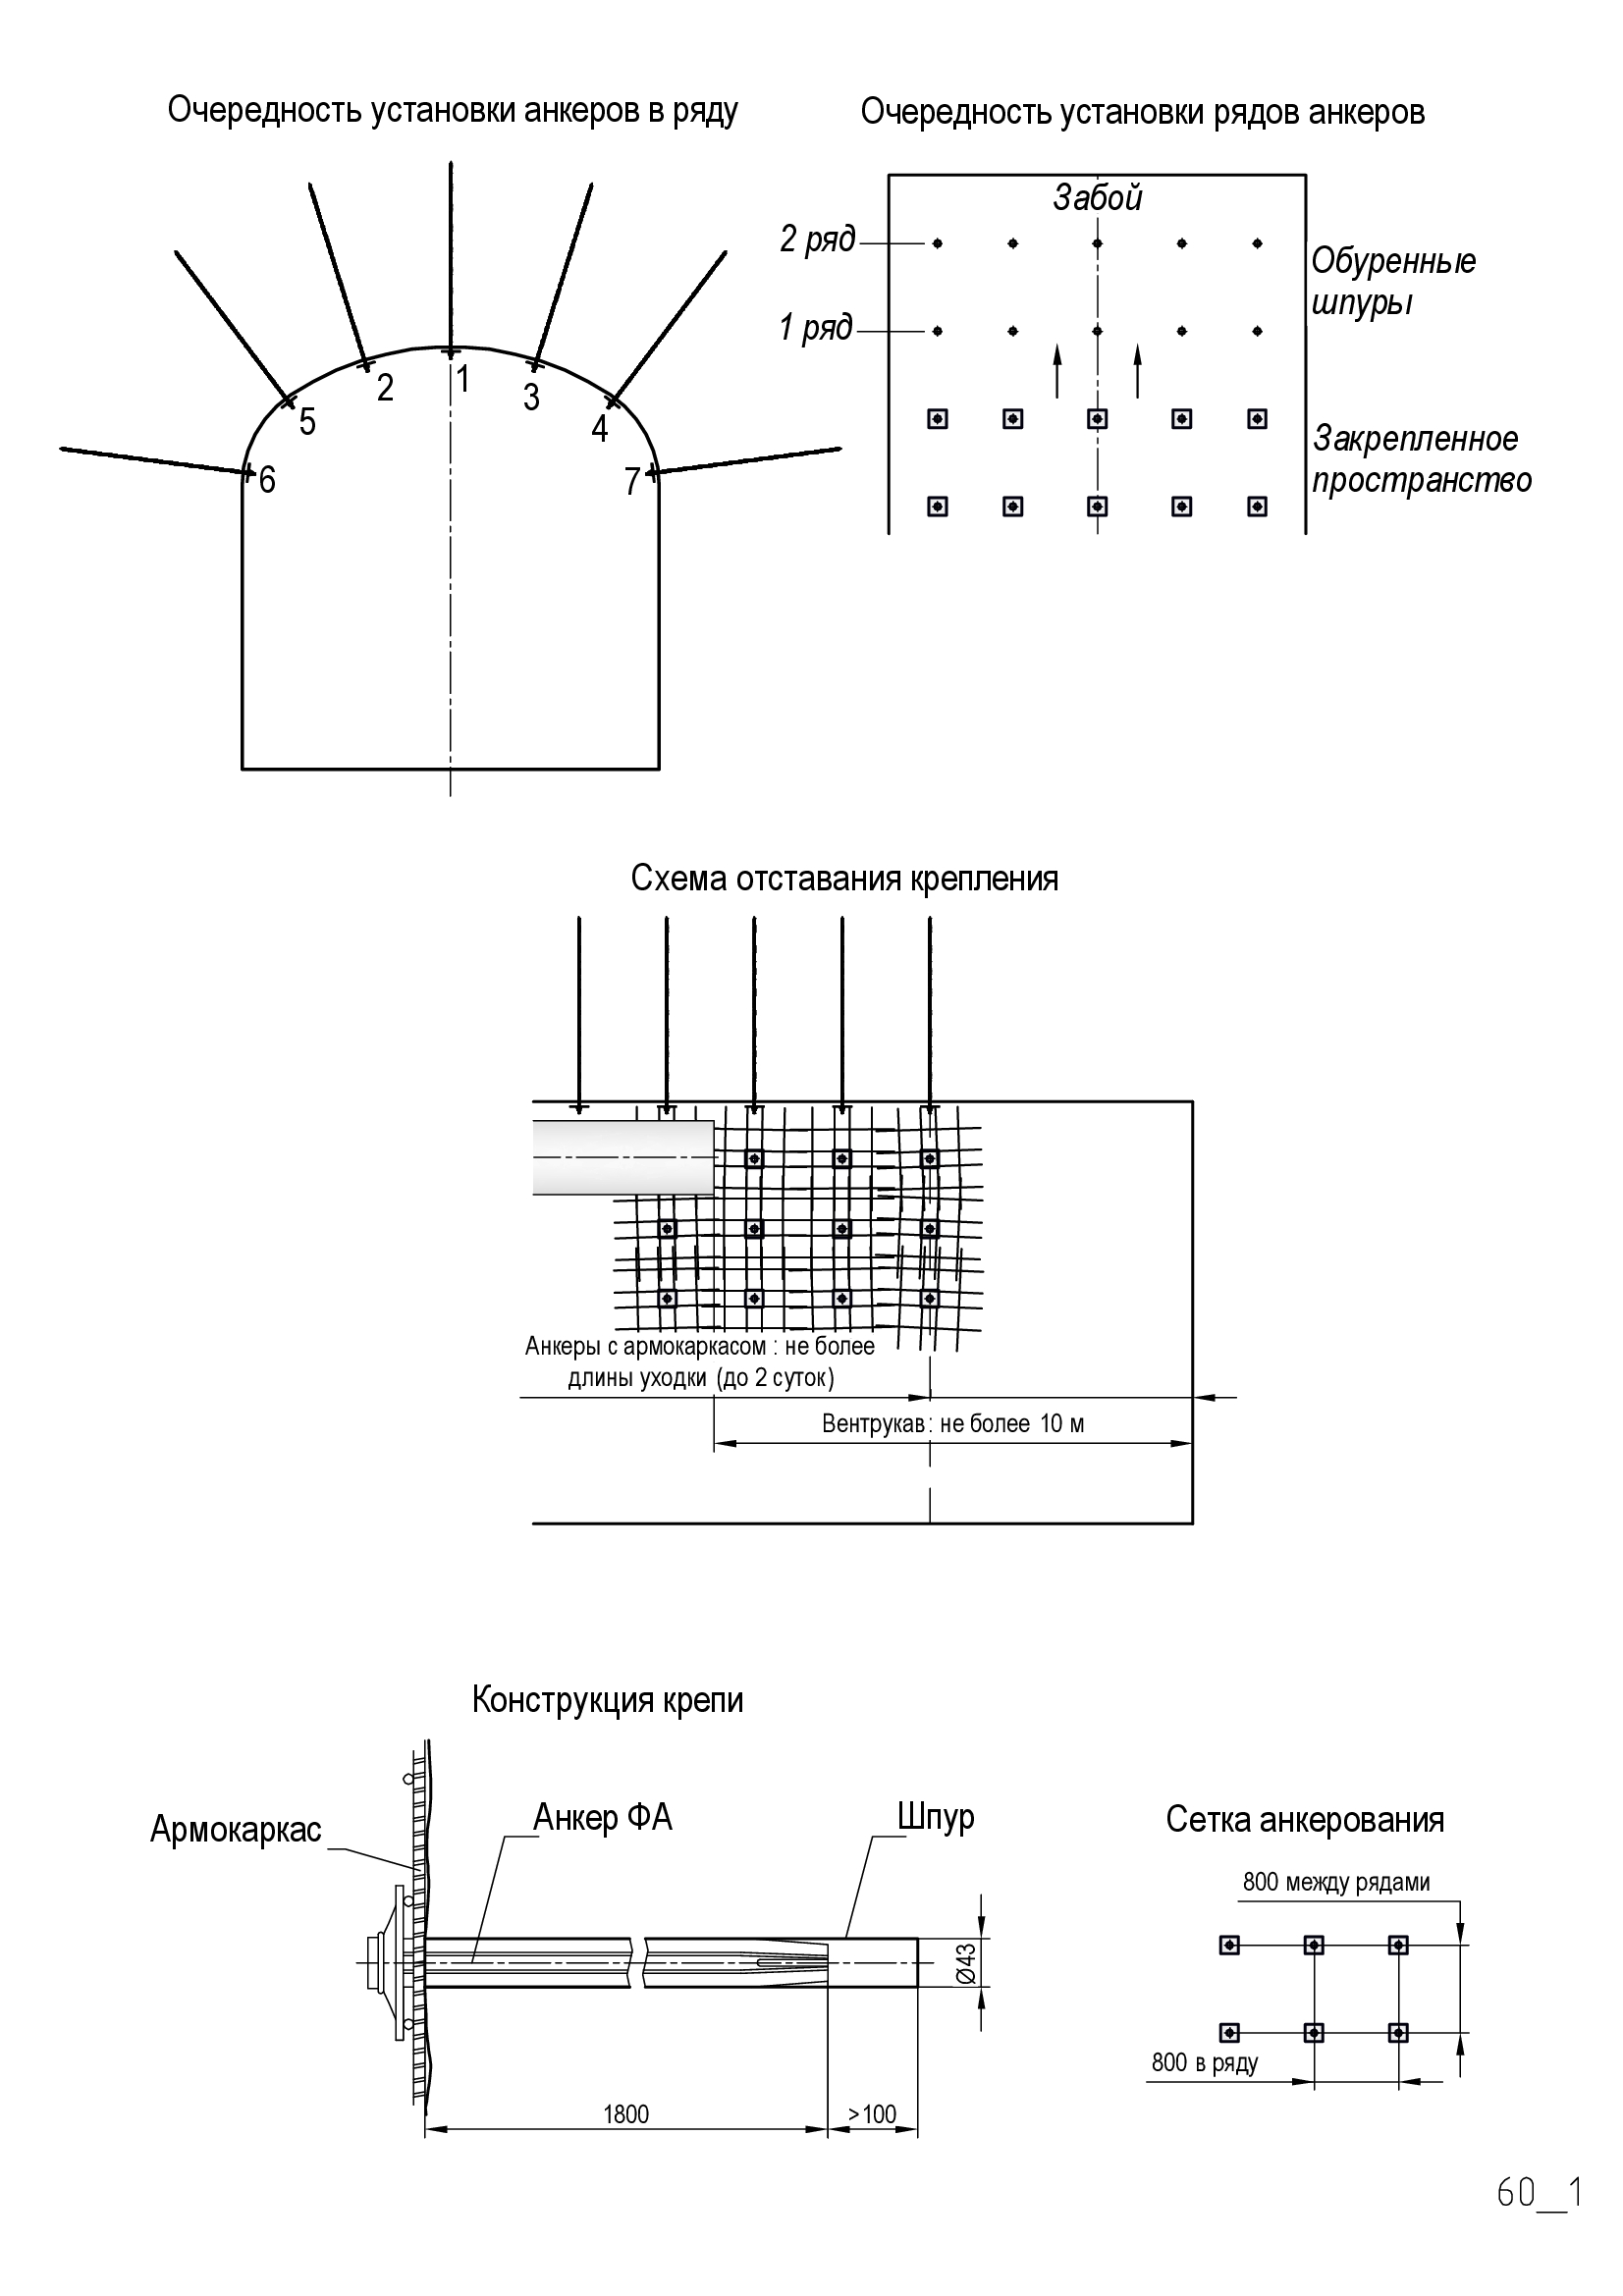 Очередность установки анкеров в ряду
2
1
3
5
4
6
7
Очередность установки рядов анкеров
Забой
2 ряд
Обуренные
шпуры
1 ряд
Закрепленное
пространство
Схема отставания крепления
Анкеры с армокаркасом : не более
длины уходки (до 2 суток)
Вентрукав : не более 10 м
Конструкция крепи
Армокаркас
Анкер ФА
Шпур
Ø43
1800
>100
Сетка анкерования
800 между рядами
800 в ряду
60_1